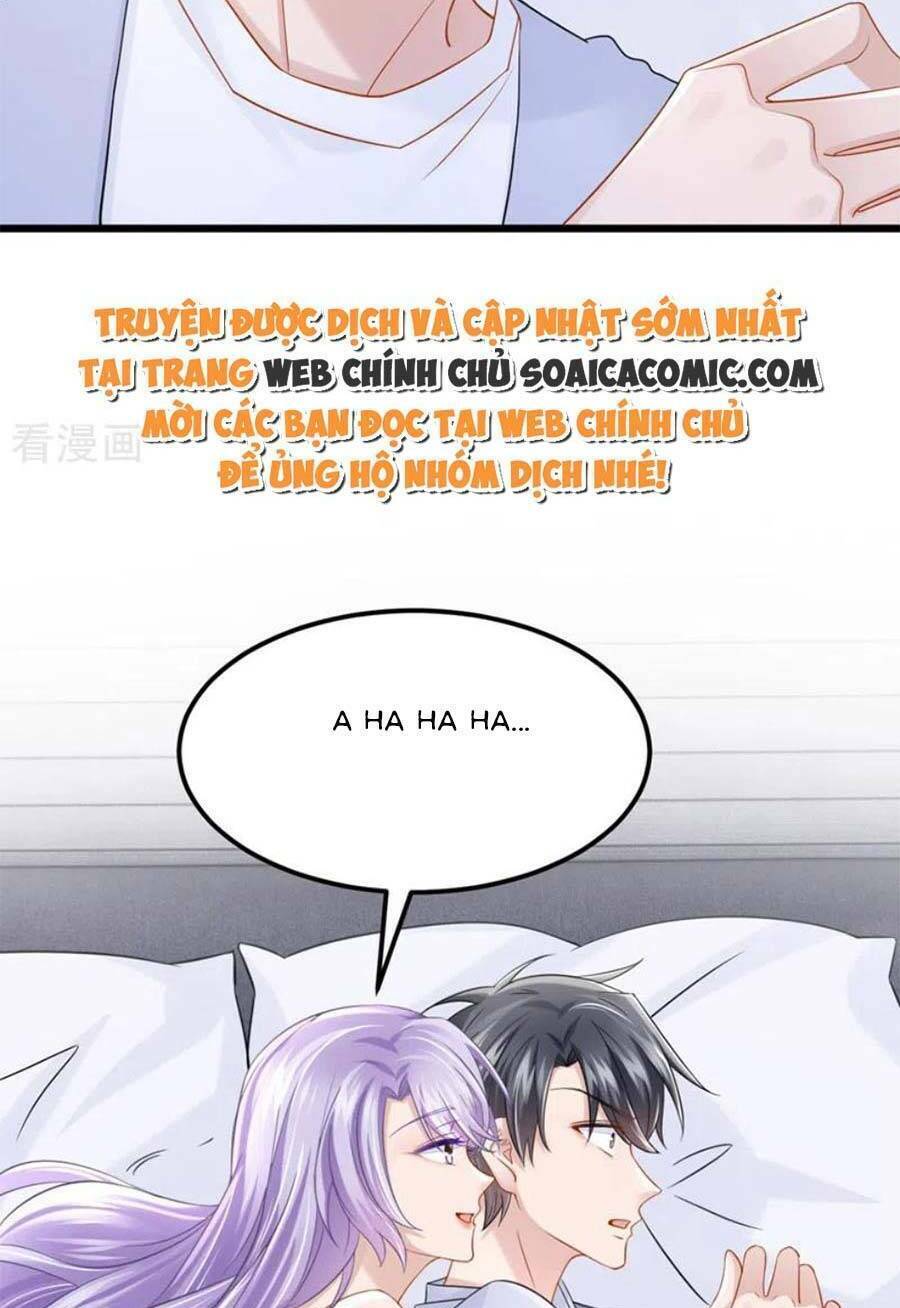 TRUYỆN ĐƯỢC DỊCH VÀ CẬP NHẬT SỚM NHẤT
TẠI TRANG WEB CHÍNH CHỦ SOAICACOMIC.COM
看漫画
MỜI CÁC BẠN ĐỌC TẠI WEB CHÍNH CHỦ
ĐỂ ỦNG HỘ NHÓM DỊCH NHÉ!
A HA HA HA...